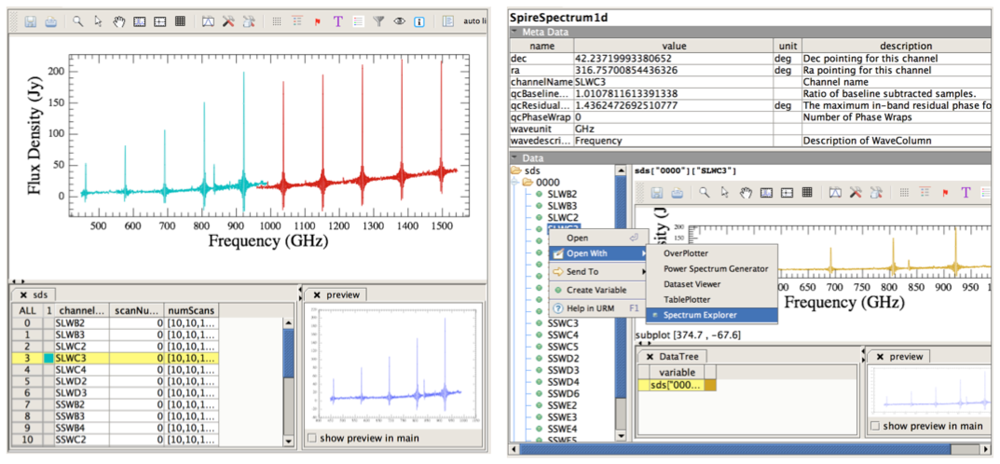 auto li
T
200
150
100
50
0
Flux Density (Jy)
500 600 700 800 900 1000 1100 1200 1300 1400 1500
Frequency (GHz)
sds
ALL 1 channel... scanNu... numScans
0 SLWB2 0 [10,10,1...
1 SLWB3 0 [10,10,1...
2 SLWC2 0 [10,10,1...
3 SLWC3 0 [10,10,1...
4 SLWC4 0 [10,10,1...
5 SLWD2 0 [10,10,1...
6 SLWD3 0 [10,10,1...
7 SSWB2 0 [10,10,1...
8 SSWB3 0 [10,10,1...
9 SSWB4 0 [10,10,1...
10 SSWC2 0 [10,10,1...
preview
show preview in main
SpireSpectrum1d
Meta Data
name value unit description
dec 42.23719993380652 deg Dec pointing for this channel
ra 316.75700854436326 deg Ra pointing for this channel
channelName SLWC3 Channel name
qcBaseline... 1.0107811613391338 Ratio of baseline subtracted samples.
qcResidual... 1.4362472692510777 deg The maximum in-band residual phase fo
qcPhaseWrap 0 Number of Phase Wraps
waveunit GHz
wavedescri... Frequency Description of WaveColumn
Data
sds
0000
SLWB2
SLWB3
SLWC2
Open
Open With
Send To
Create Variable
Help in URM F1
OverPlotter
Power Spectrum Generator
Dataset Viewer
TablePlotter
Spectrum Explorer
SSWC3
SSWC4
SSWC5
SSWD2
SSWD3
SSWD4
SSWD6
SSWE2
SSWE3
SSWE4
SSWE5
sds["0000"]["SLWC3"]
T
200
150
00 650 700 750 800 850 900 950 1
Frequency (GHz)
subplot [374.7 , -67.6]
DataTree
variable
sds["000...
preview
show preview in main